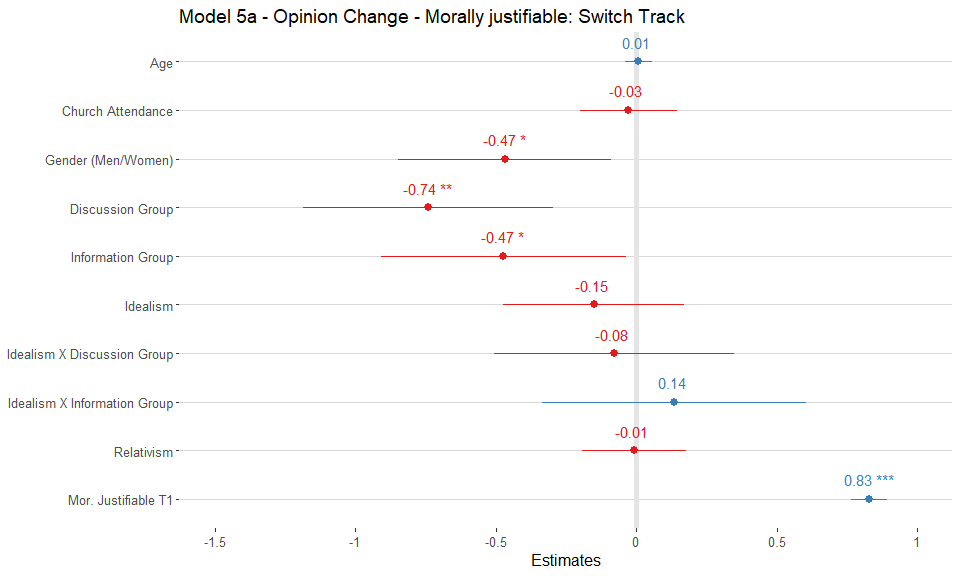 Model 5a - Opinion Change - Morally justifiable: Switch Track
Age
0.01
Church Attendance
-0.03
Gender (Men/Women)
-0.47 *
Discussion Group
-0.74 **
Information Group
-0.47 *
Idealism
-0.15
Idealism X Discussion Group
-0.08
Idealism X Information Group
0.14
Relativism
-0.01
Mor. Justifiable T1
0.83 ***
-1.5 -1 -0.5 0 0.5 1
Estimates